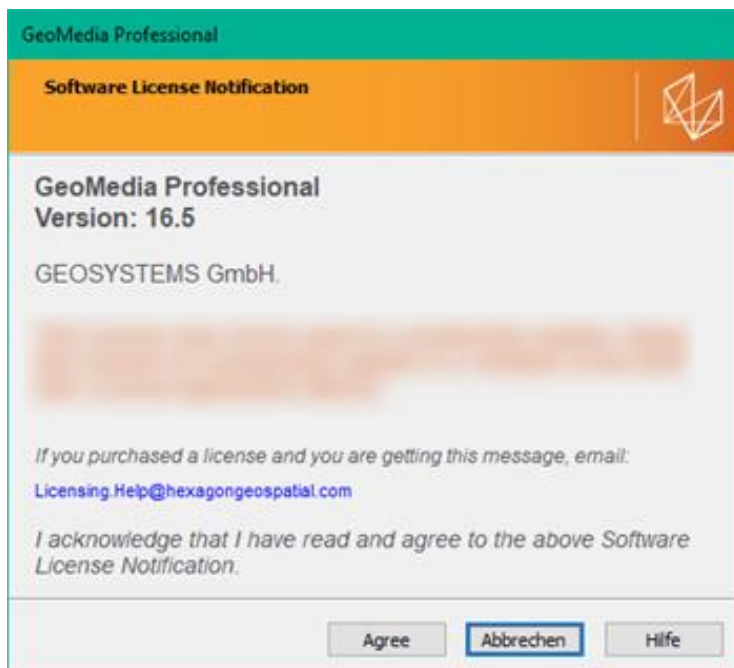 GeoMedia Professional
Software License Notification
GeoMedia Professional
Version: 16.5
GEOSYSTEMS GmbH.
If you purchased a license and you are getting this message, email:
Licensing.Help@hexagongeospatial.com
I acknowledge that I have read and agree to the above Software
License Notification.
Agree Abbrechen Hilfe